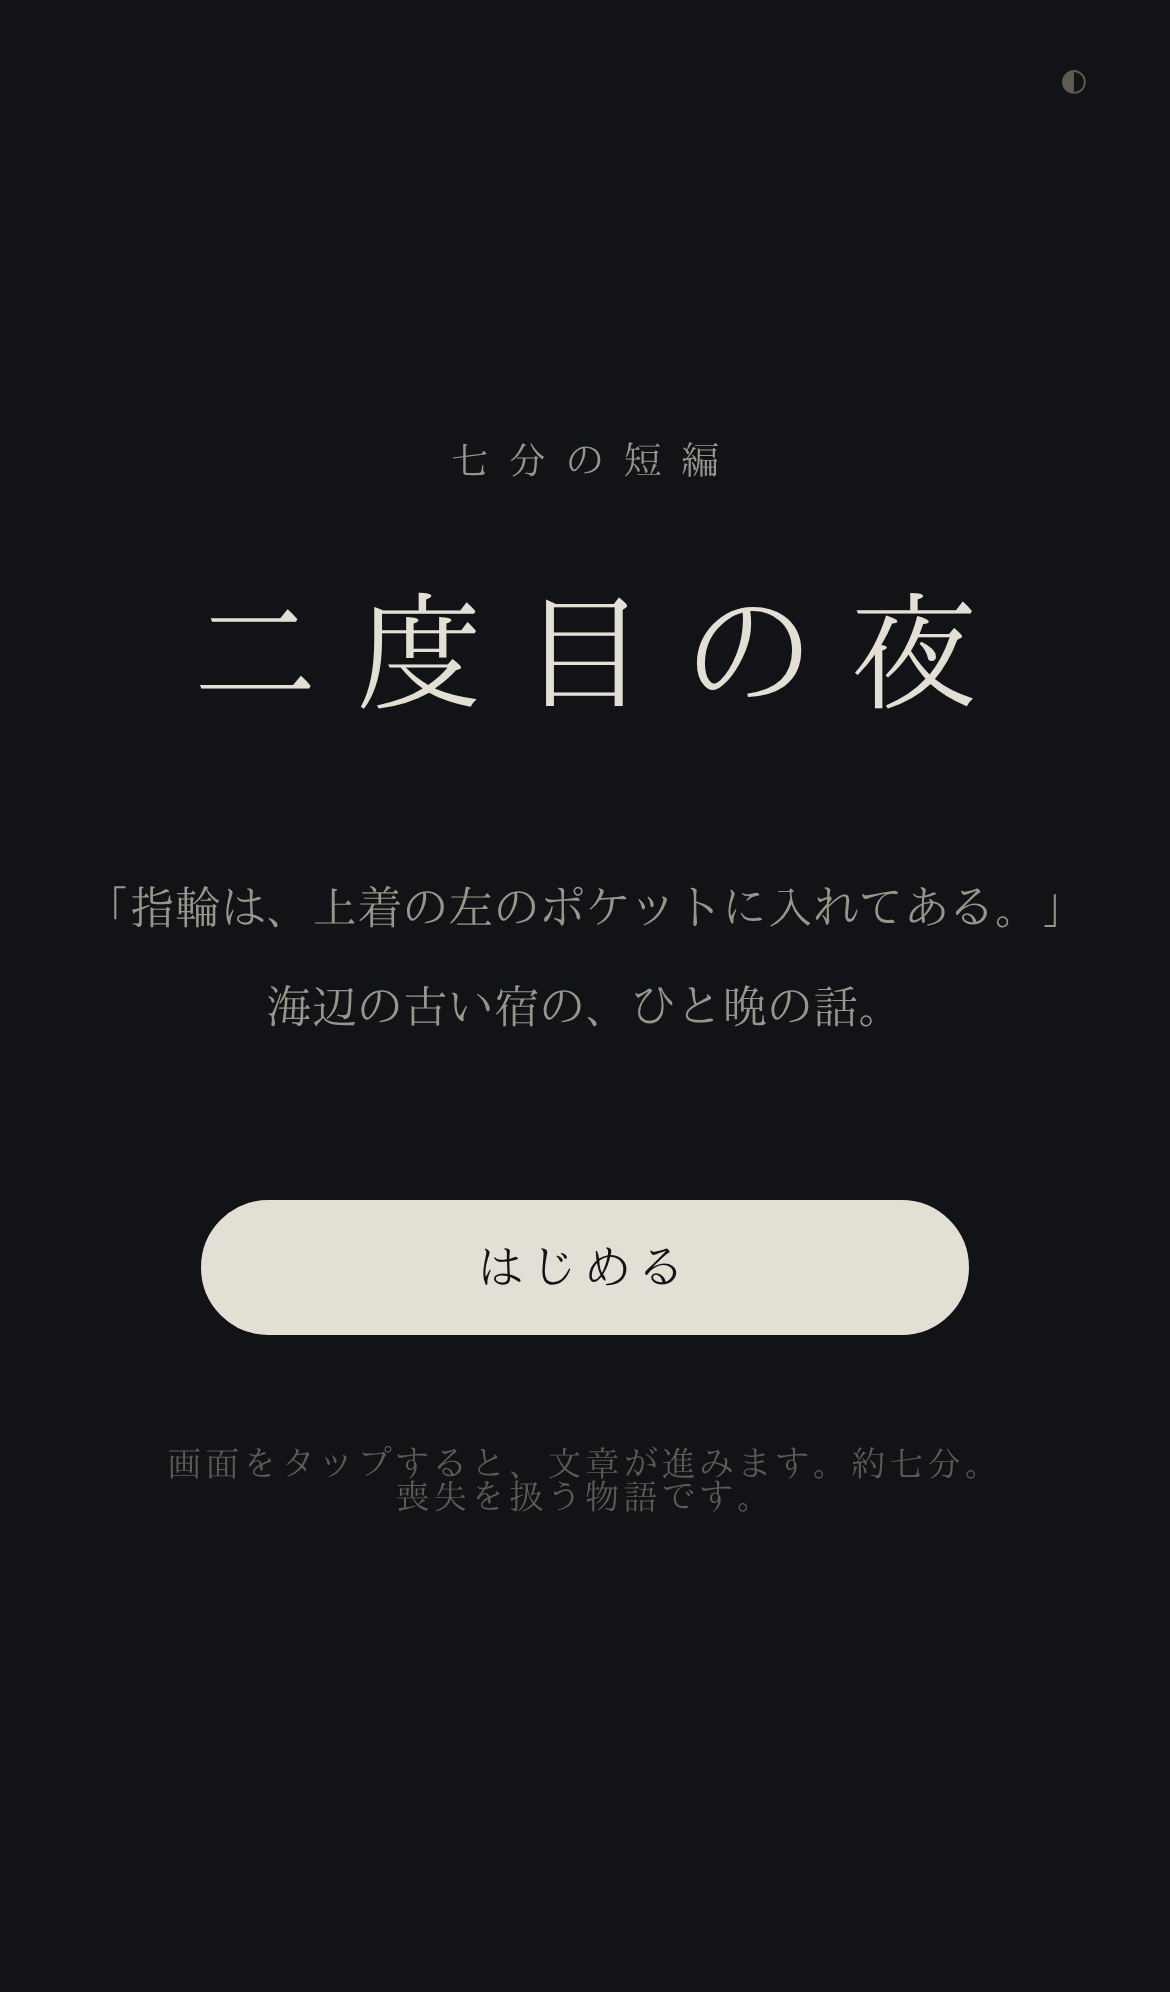 七分の短編
二度目の夜
「指輪は、上着の左のポケットに入れてある。」
海辺の古い宿の、ひと晩の話。
はじめる
画面をタップすると、文章が進みます。約七分。
喪失を扱う物語です。